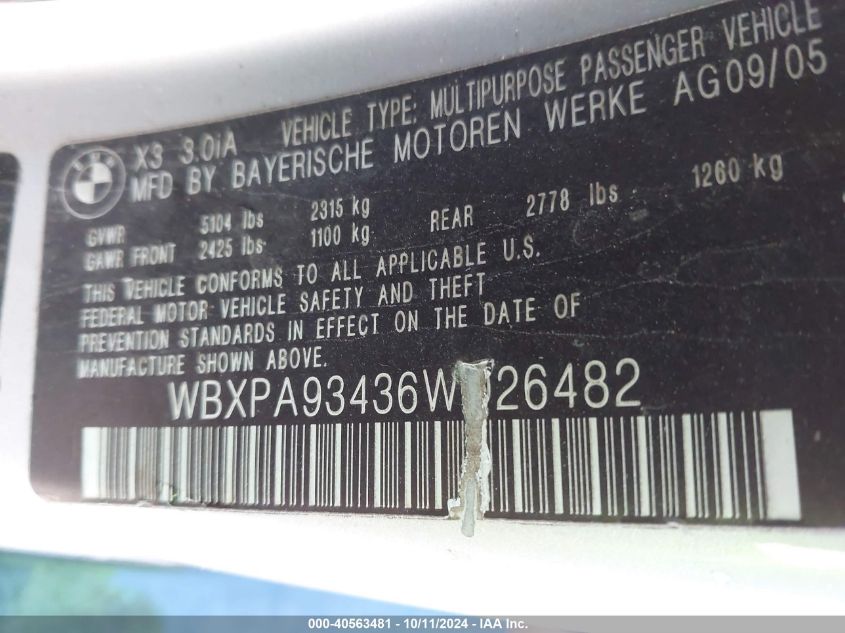 BMW
X3 3.0iA VEHICLE TYPE: MULTIPURPOSE PASSENGER VEHICLE
MFD BY BAYERISCHE MOTOREN WERKE AG09/05
GVWR 5104 lbs 2315 kg
GAWR FRONT 2425 lbs 1100 kg REAR 2778 lbs 1260 kg
THIS VEHICLE CONFORMS TO ALL APPLICABLE U.S.
FEDERAL MOTOR VEHICLE SAFETY AND THEFT
PREVENTION STANDARDS IN EFFECT ON THE DATE OF
MANUFACTURE SHOWN ABOVE.
WBXPA93436W 26482
000-40563481 - 10/11/2024 - IAA Inc.